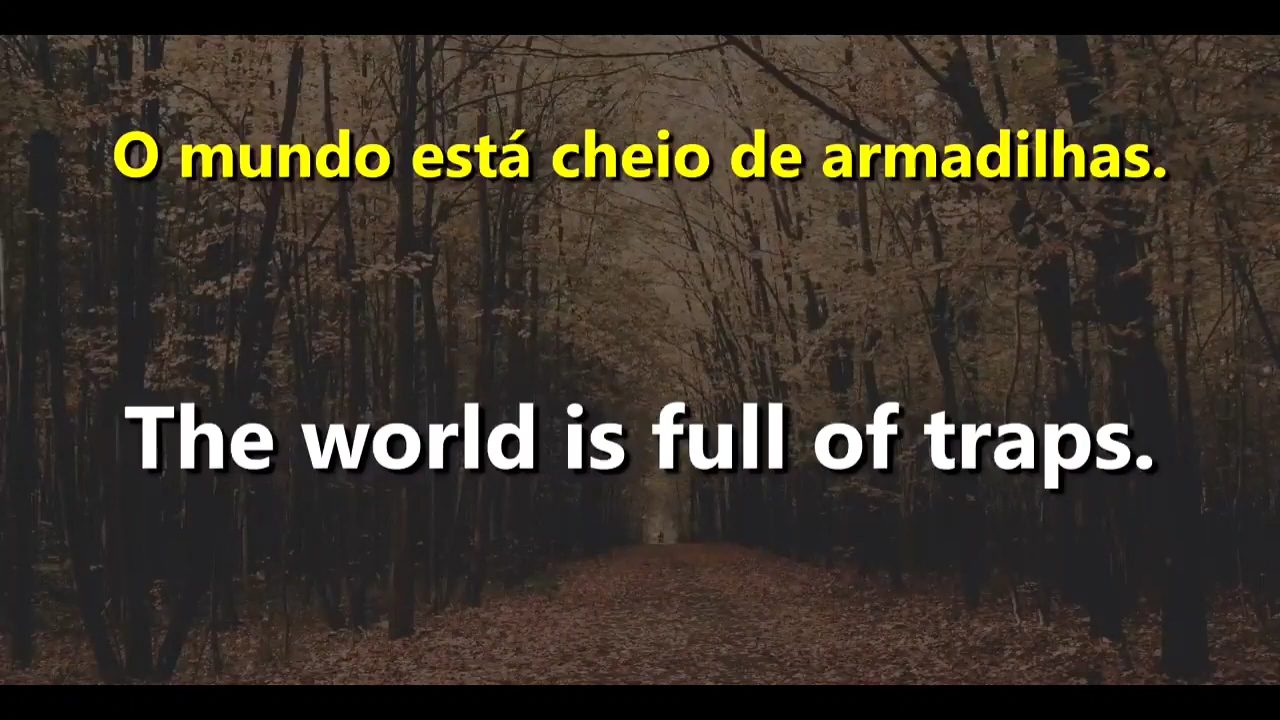 O mundo está cheio de armadilhas.
The world is full of traps.